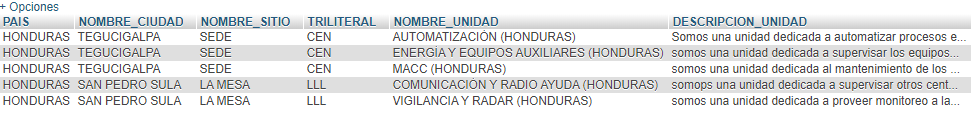 + Opciones
PAIS NOMBRE_CIUDAD NOMBRE_SITIO TRILITERAL NOMBRE_UNIDAD DESCRIPCION_UNIDAD
HONDURAS TEGUCIGALPA SEDE CEN AUTOMATIZACIÓN (HONDURAS) Somos una unidad dedicada a automatizar procesos e...
HONDURAS TEGUCIGALPA SEDE CEN ENERGÍA Y EQUIPOS AUXILIARES (HONDURAS) somos una unidad dedicada a supervisar los equipos...
HONDURAS TEGUCIGALPA SEDE CEN MACC (HONDURAS) somos una unidad dedicada al mantenimiento de los ...
HONDURAS SAN PEDRO SULA LA MESA LLL COMUNICACIÓN Y RADIO AYUDA (HONDURAS) somops una unidad dedicada a supervisar otros cent...
HONDURAS SAN PEDRO SULA LA MESA LLL VIGILANCIA Y RADAR (HONDURAS) somos una unidad dedicada a proveer monitoreo a la...